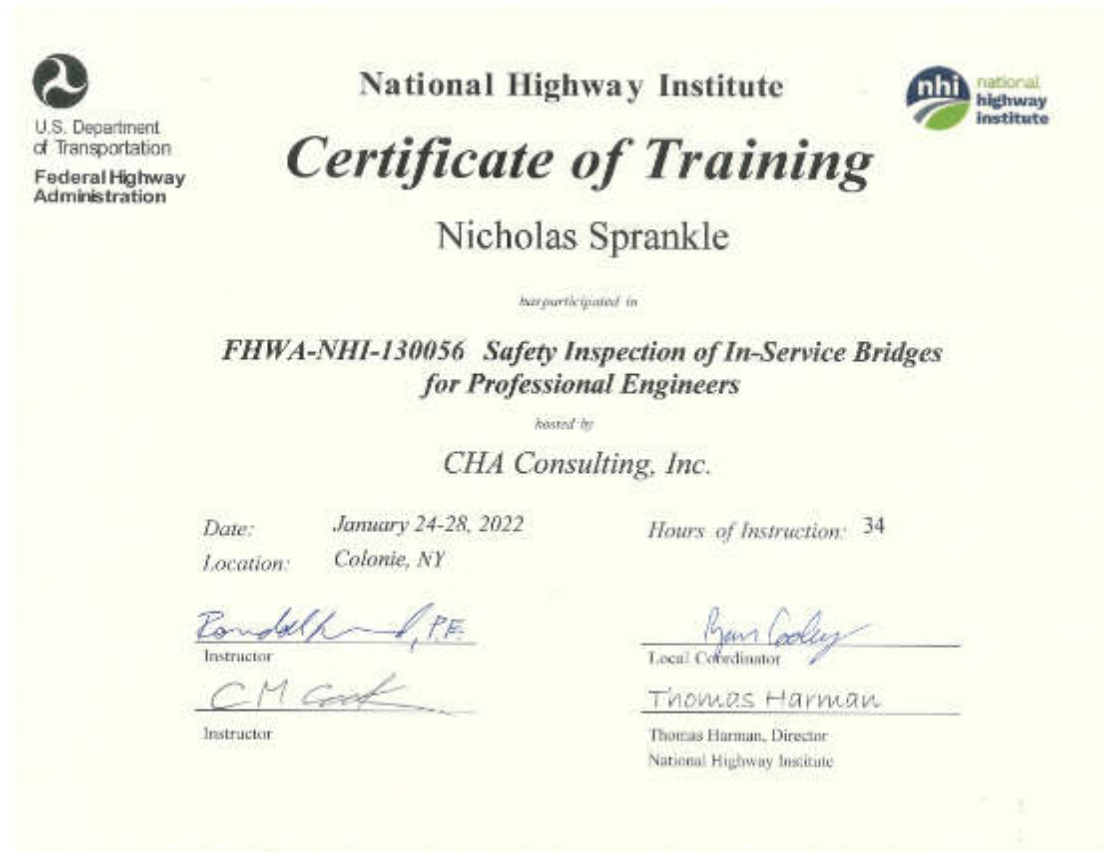 U.S. Department
of Transportation
Federal Highway
Administration
National Highway Institute
nhi national
highway
institute
Certificate of Training
Nicholas Sprankle
has participated in
FHWA-NHI-130056 Safety Inspection of In-Service Bridges
for Professional Engineers
hosted by
CHA Consulting, Inc.
Date: January 24-28, 2022
Location: Colonie, NY
Hours of Instruction: 34
P.E.
Instructor
C M Cook
Instructor
Ryan Cooley
Local Coordinator
Thomas Harman
Thomas Harman, Director
National Highway Institute